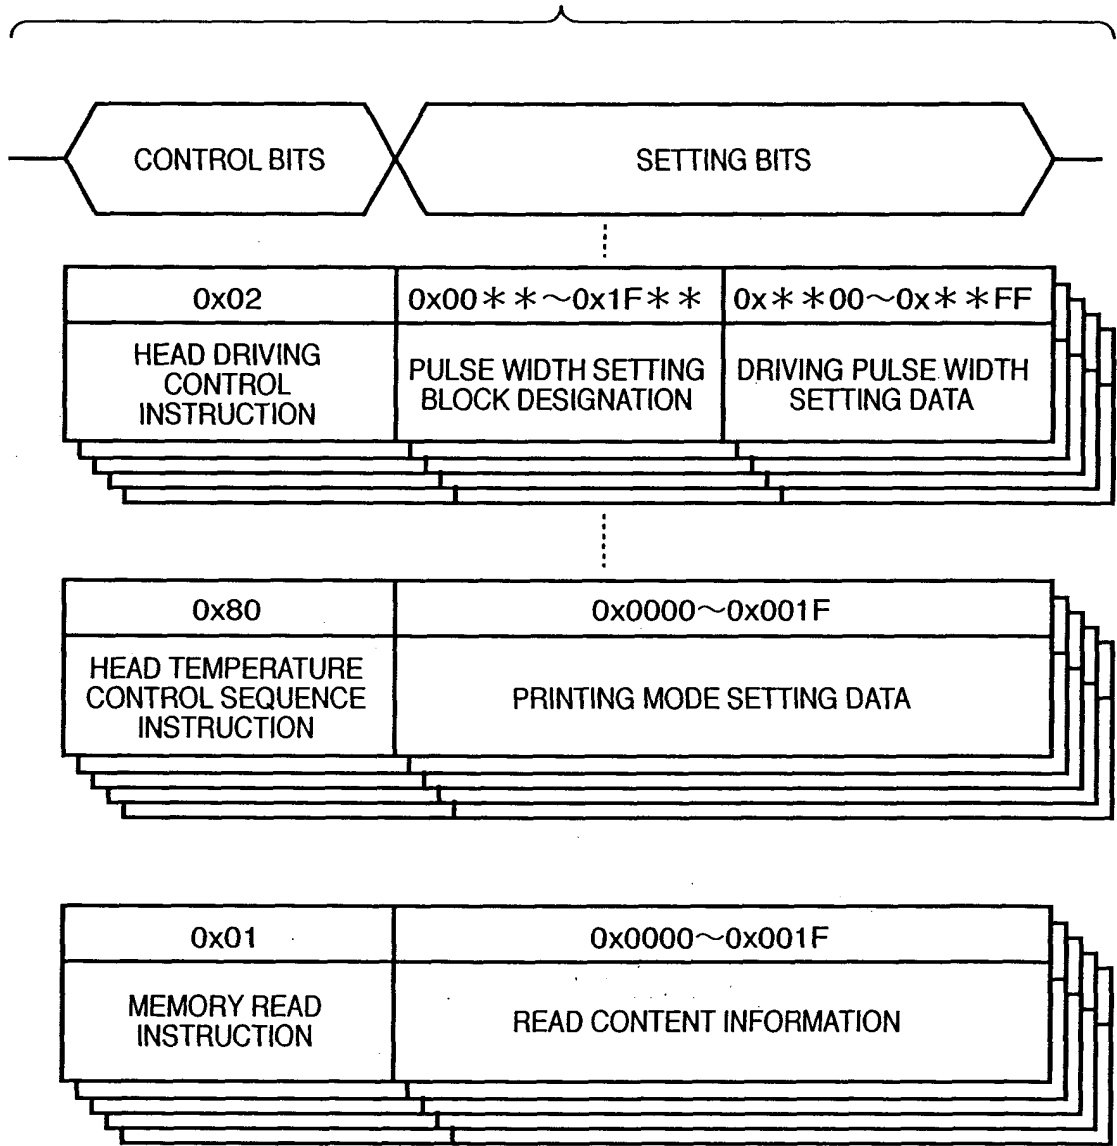 CONTROL BITS
SETTING BITS
0x02
0x00**~0x1F**
0x**00~0x**FF
HEAD DRIVING
CONTROL
INSTRUCTION
PULSE WIDTH SETTING
BLOCK DESIGNATION
DRIVING PULSE WIDTH
SETTING DATA
0x80
0x0000~0x001F
HEAD TEMPERATURE
CONTROL SEQUENCE
INSTRUCTION
PRINTING MODE SETTING DATA
0x01
0x0000~0x001F
MEMORY READ
INSTRUCTION
READ CONTENT INFORMATION